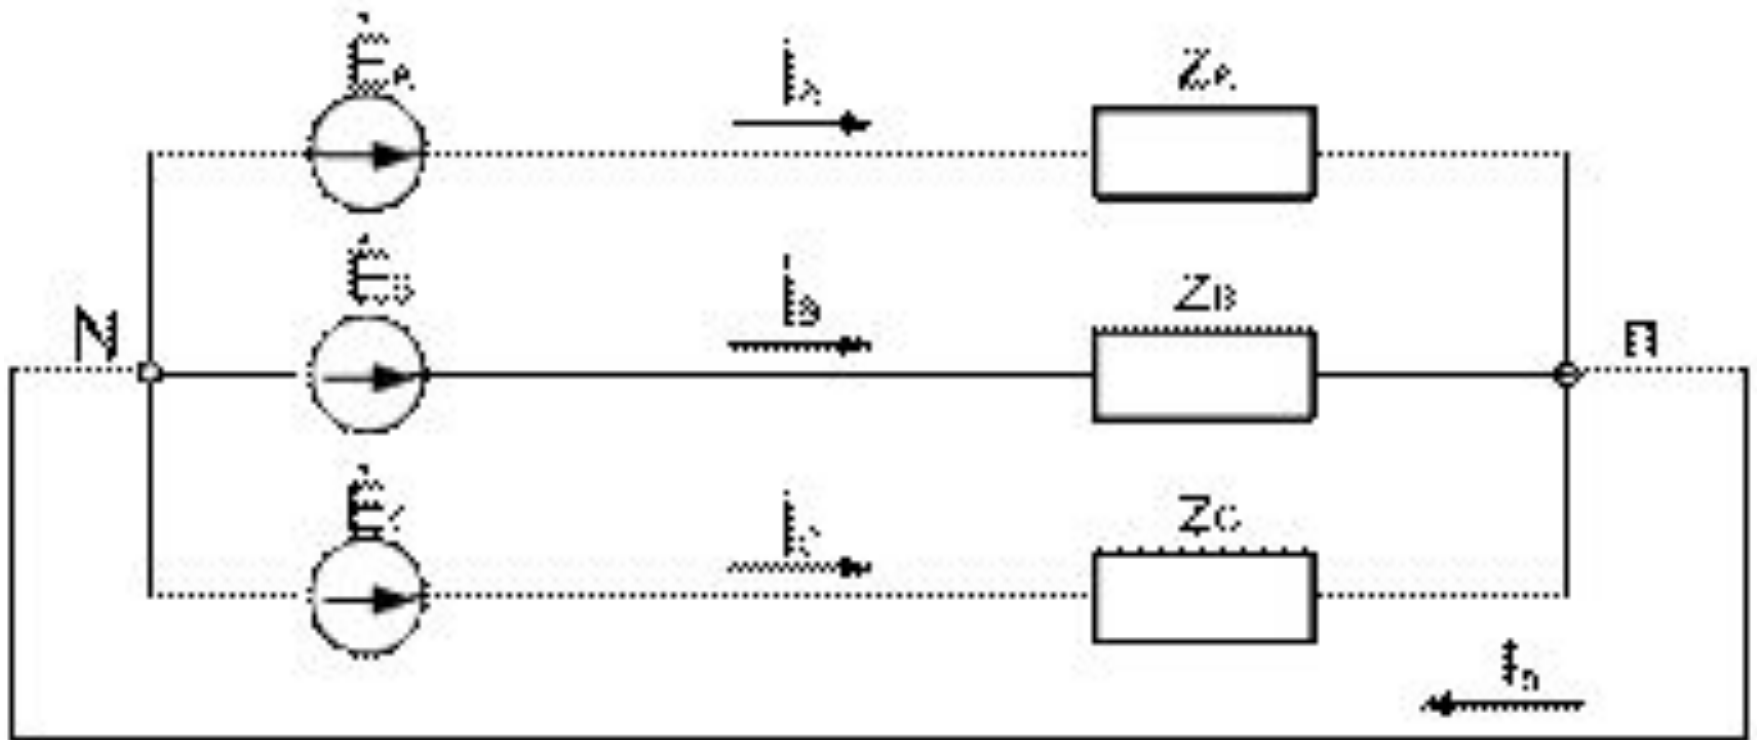 Ė_A İ_A Z_A
Ė_B İ_B Z_B
N n
Ė_C İ_C Z_C
İ_n